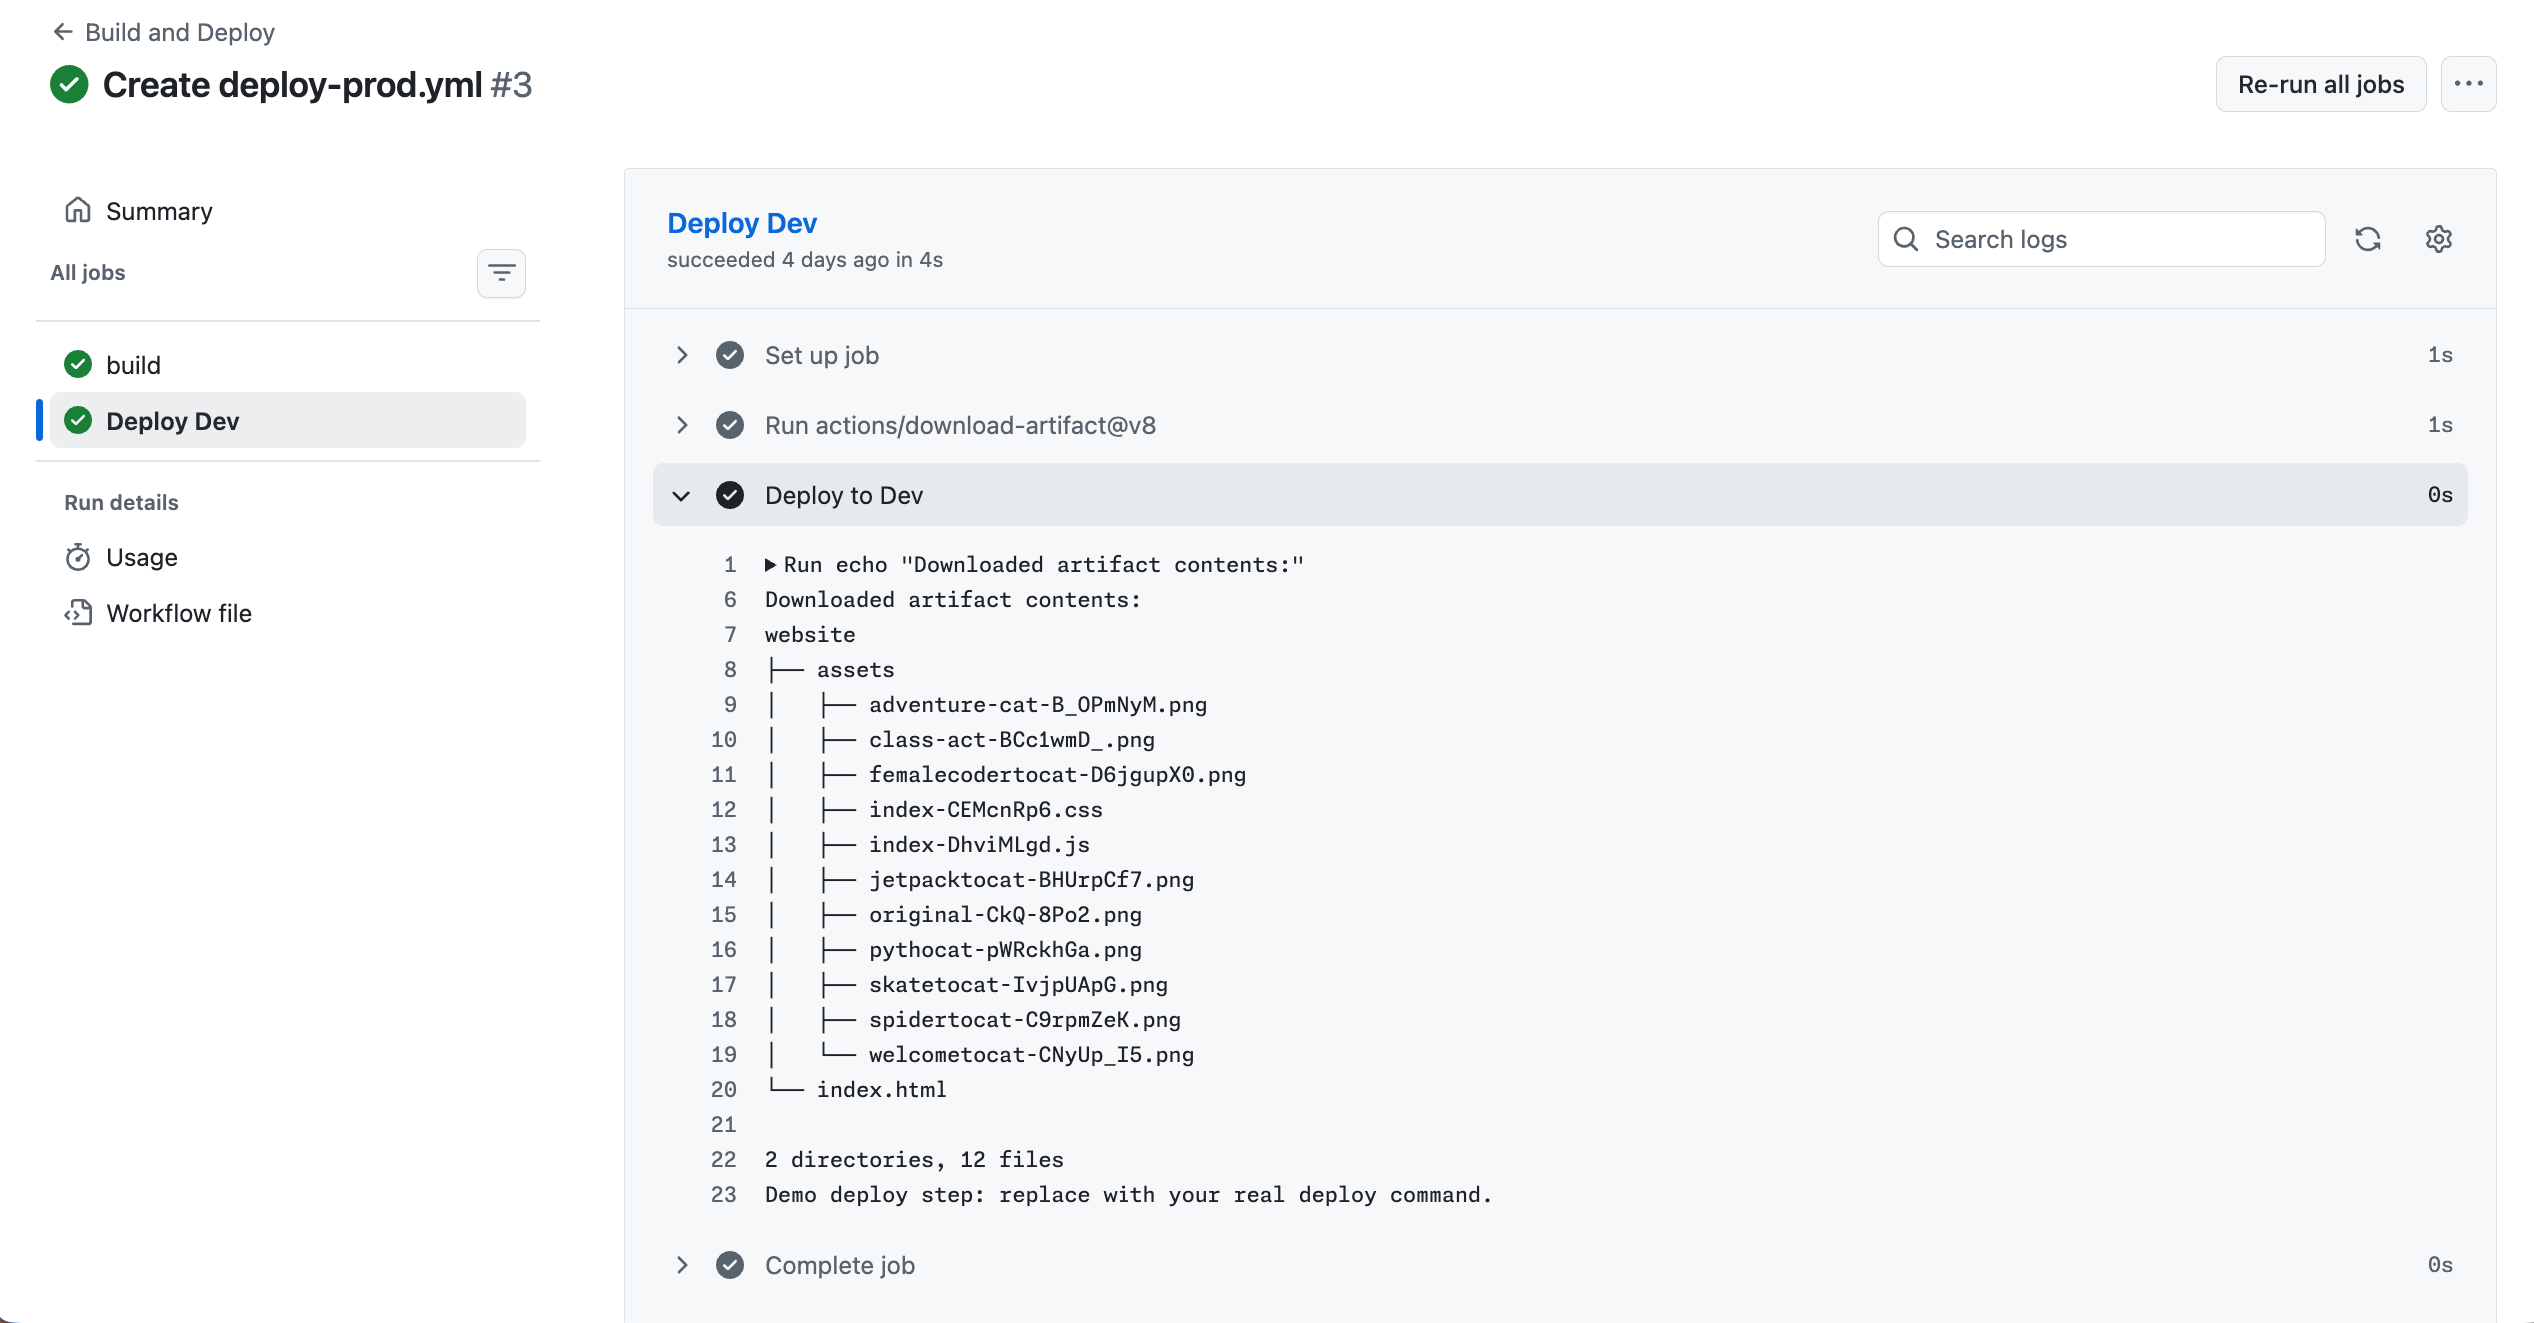 Build and Deploy
Create deploy-prod.yml #3
Re-run all jobs
Summary
All jobs
build
Deploy Dev
Run details
Usage
Workflow file
Deploy Dev
succeeded 4 days ago in 4s
Search logs
Set up job 1s
Run actions/download-artifact@v8 1s
Deploy to Dev 0s
1 Run echo "Downloaded artifact contents:"
6 Downloaded artifact contents:
7 website
8 ├── assets
9 │   ├── adventure-cat-B_OPmNyM.png
10 │   ├── class-act-BCc1wmD_.png
11 │   ├── femalecodertocat-D6jgupX0.png
12 │   ├── index-CEMcnRp6.css
13 │   ├── index-DhviMLgd.js
14 │   ├── jetpacktocat-BHUrpCf7.png
15 │   ├── original-CkQ-8Po2.png
16 │   ├── pythocat-pWRckhGa.png
17 │   ├── skatetocat-IvjpUApG.png
18 │   ├── spidertocat-C9rpmZeK.png
19 │   └── welcometocat-CNyUp_I5.png
20 └── index.html
21
22 2 directories, 12 files
23 Demo deploy step: replace with your real deploy command.
Complete job 0s